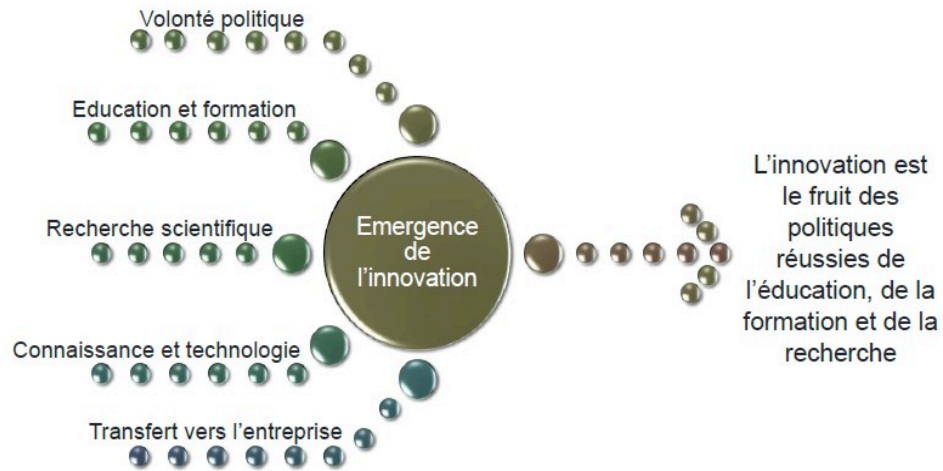 Volonté politique
Education et formation
Recherche scientifique
Connaissance et technologie
Transfert vers l'entreprise
Emergence
de
l'innovation
L'innovation est
le fruit des
politiques
réussies de
l'éducation, de la
formation et de la
recherche